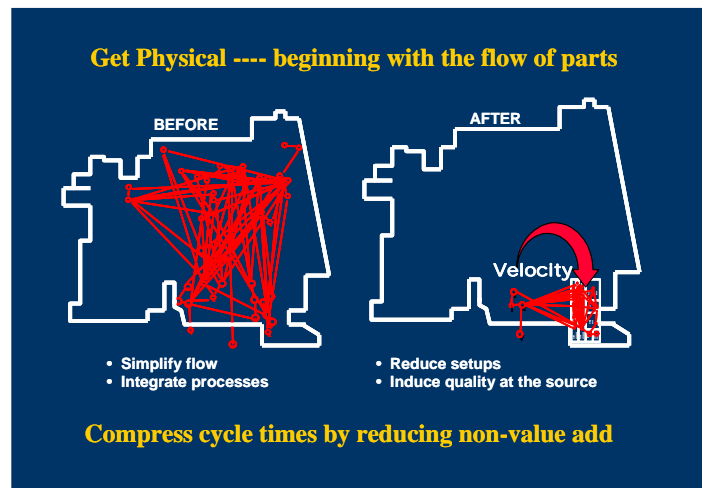 Get Physical ---- beginning with the flow of parts
BEFORE
AFTER
Velocity
• Simplify flow
• Integrate processes
• Reduce setups
• Induce quality at the source
Compress cycle times by reducing non-value add